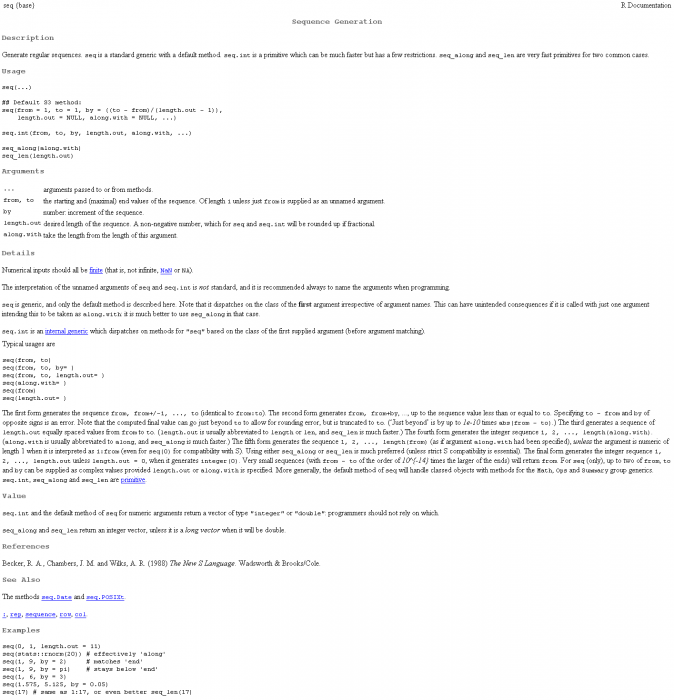 seq {base}
R Documentation
Sequence Generation
Description
Generate regular sequences. seq is a standard generic with a default method. seq.int is a primitive which can be much faster but has a few restrictions. seq_along and seq_len are very fast primitives for two common cases.
Usage
seq(...)
## Default S3 method:
seq(from = 1, to = 1, by = ((to - from)/(length.out - 1)),
length.out = NULL, along.with = NULL, ...)
seq.int(from, to, by, length.out, along.with, ...)
seq_along(along.with)
seq_len(length.out)
Arguments
... arguments passed to or from methods.
from, to the starting and (maximal) end values of the sequence. Of length 1 unless just from is supplied as an unnamed argument.
by number: increment of the sequence.
length.out desired length of the sequence. A non-negative number, which for seq and seq.int will be rounded up if fractional.
along.with take the length from the length of this argument.
Details
Numerical inputs should all be finite (that is, not infinite, NaN or NA).
The interpretation of the unnamed arguments of seq and seq.int is not standard, and it is recommended always to name the arguments when programming.
seq is generic, and only the default method is described here. Note that it dispatches on the class of the first argument irrespective of argument names. This can have unintended consequences if it is called with just one argument
intending this to be taken as along.with: it is much better to use seq_along in that case.
seq.int is an internal generic which dispatches on methods for "seq" based on the class of the first supplied argument (before argument matching).
Typical usages are
seq(from, to)
seq(from, to, by= )
seq(from, to, length.out= )
seq(along.with= )
seq(from)
seq(length.out= )
The first form generates the sequence from, from+/-1, ..., to (identical to from:to). The second form generates from, from+by, ..., up to the sequence value less than or equal to to. Specifying to - from and by of
opposite signs is an error. Note that the computed final value can go just beyond to to allow for rounding error, but is truncated to to. ('Just beyond' is by up to 1e-10 times abs(from - to).) The third generates a sequence of
length.out equally spaced values from from to to. (length.out is usually abbreviated to length or len, and seq_len is much faster.) The fourth form generates the integer sequence 1, 2, ..., length(along.with).
(along.with is usually abbreviated to along, and seq_along is much faster.) The fifth form generates the sequence 1, 2, ..., length(from) (as if argument along.with had been specified), unless the argument is numeric of
length 1 when it is interpreted as 1:from (even for seq(0) for compatibility with S). Using either seq_along or seq_len is much preferred (unless strict S compatibility is essential). The final form generates the integer sequence 1,
2, ..., length.out unless length.out = 0, when it generates integer(0). Very small sequences (with from - to of the order of 10^{-14} times the larger of the ends) will return from. For seq (only), up to two of from, to
and by can be supplied as complex values provided length.out or along.with is specified. More generally, the default method of seq will handle classed objects with methods for the Math, Ops and Summary group generics.
seq.int, seq_along and seq_len are primitive.
Value
seq.int and the default method of seq for numeric arguments return a vector of type "integer" or "double": programmers should not rely on which.
seq_along and seq_len return an integer vector, unless it is a long vector when it will be double.
References
Becker, R. A., Chambers, J. M. and Wilks, A. R. (1988) The New S Language. Wadsworth & Brooks/Cole.
See Also
The methods seq.Date and seq.POSIXt.
:, rep, sequence, row, col.
Examples
seq(0, 1, length.out = 11)
seq(stats::rnorm(20)) # effectively 'along'
seq(1, 9, by = 2) # matches 'end'
seq(1, 9, by = pi) # stays below 'end'
seq(1, 6, by = 3)
seq(1.575, 5.125, by = 0.05)
seq(17) # same as 1:17, or even better seq_len(17)